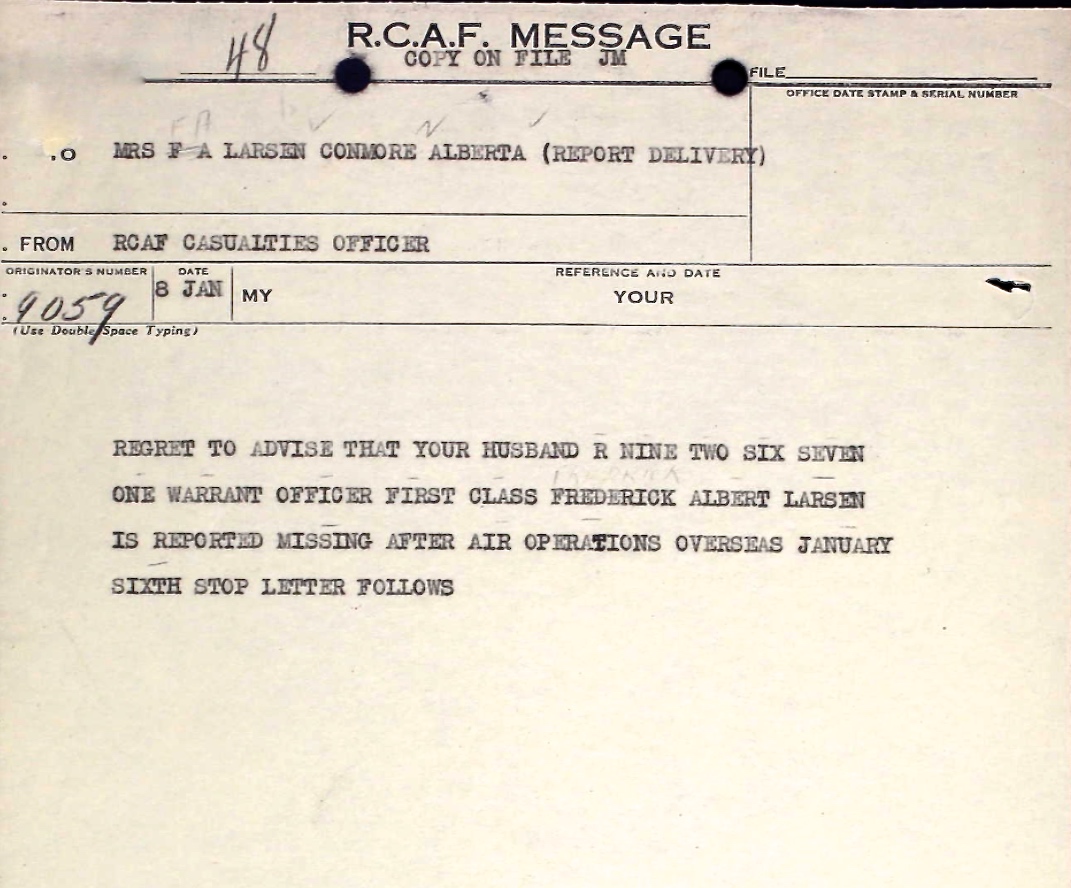 48
R.C.A.F. MESSAGE
COPY ON FILE JM
FILE
OFFICE DATE STAMP & SERIAL NUMBER
FA
N
.O MRS F A LARSEN CONMORE ALBERTA (REPORT DELIVERY)
FROM RCAF CASUALTIES OFFICER
ORIGINATOR'S NUMBER DATE REFERENCE AND DATE
9059 8 JAN MY YOUR
(Use Double Space Typing)
REGRET TO ADVISE THAT YOUR HUSBAND R NINE TWO SIX SEVEN
FREDERICK
ONE WARRANT OFFICER FIRST CLASS FREDERICK ALBERT LARSEN
IS REPORTED MISSING AFTER AIR OPERATIONS OVERSEAS JANUARY
SIXTH STOP LETTER FOLLOWS